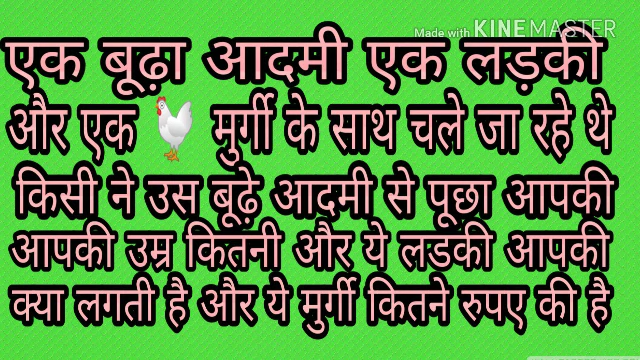 Made with KINEMASTER
एक बूढ़ा आदमी एक लड़की
और एक 🐓 मुर्गी के साथ चले जा रहे थे
किसी ने उस बूढ़े आदमी से पूछा आपकी
आपकी उम्र कितनी और ये लडकी आपकी
क्या लगती है और ये मुर्गी कितने रुपए की है